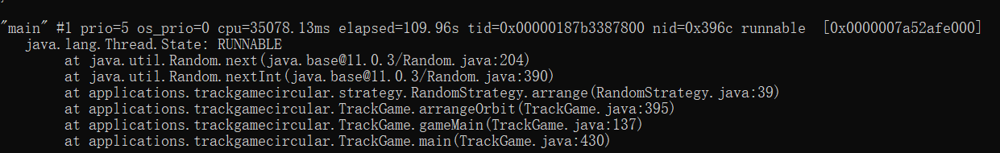 "main" #1 prio=5 os_prio=0 cpu=35078.13ms elapsed=109.96s tid=0x00000187b3387800 nid=0x396c runnable  [0x0000007a52afe000]
   java.lang.Thread.State: RUNNABLE
        at java.util.Random.next(java.base@11.0.3/Random.java:204)
        at java.util.Random.nextInt(java.base@11.0.3/Random.java:390)
        at applications.trackgamecircular.strategy.RandomStrategy.arrange(RandomStrategy.java:39)
        at applications.trackgamecircular.TrackGame.arrangeOrbit(TrackGame.java:395)
        at applications.trackgamecircular.TrackGame.gameMain(TrackGame.java:137)
        at applications.trackgamecircular.TrackGame.main(TrackGame.java:430)